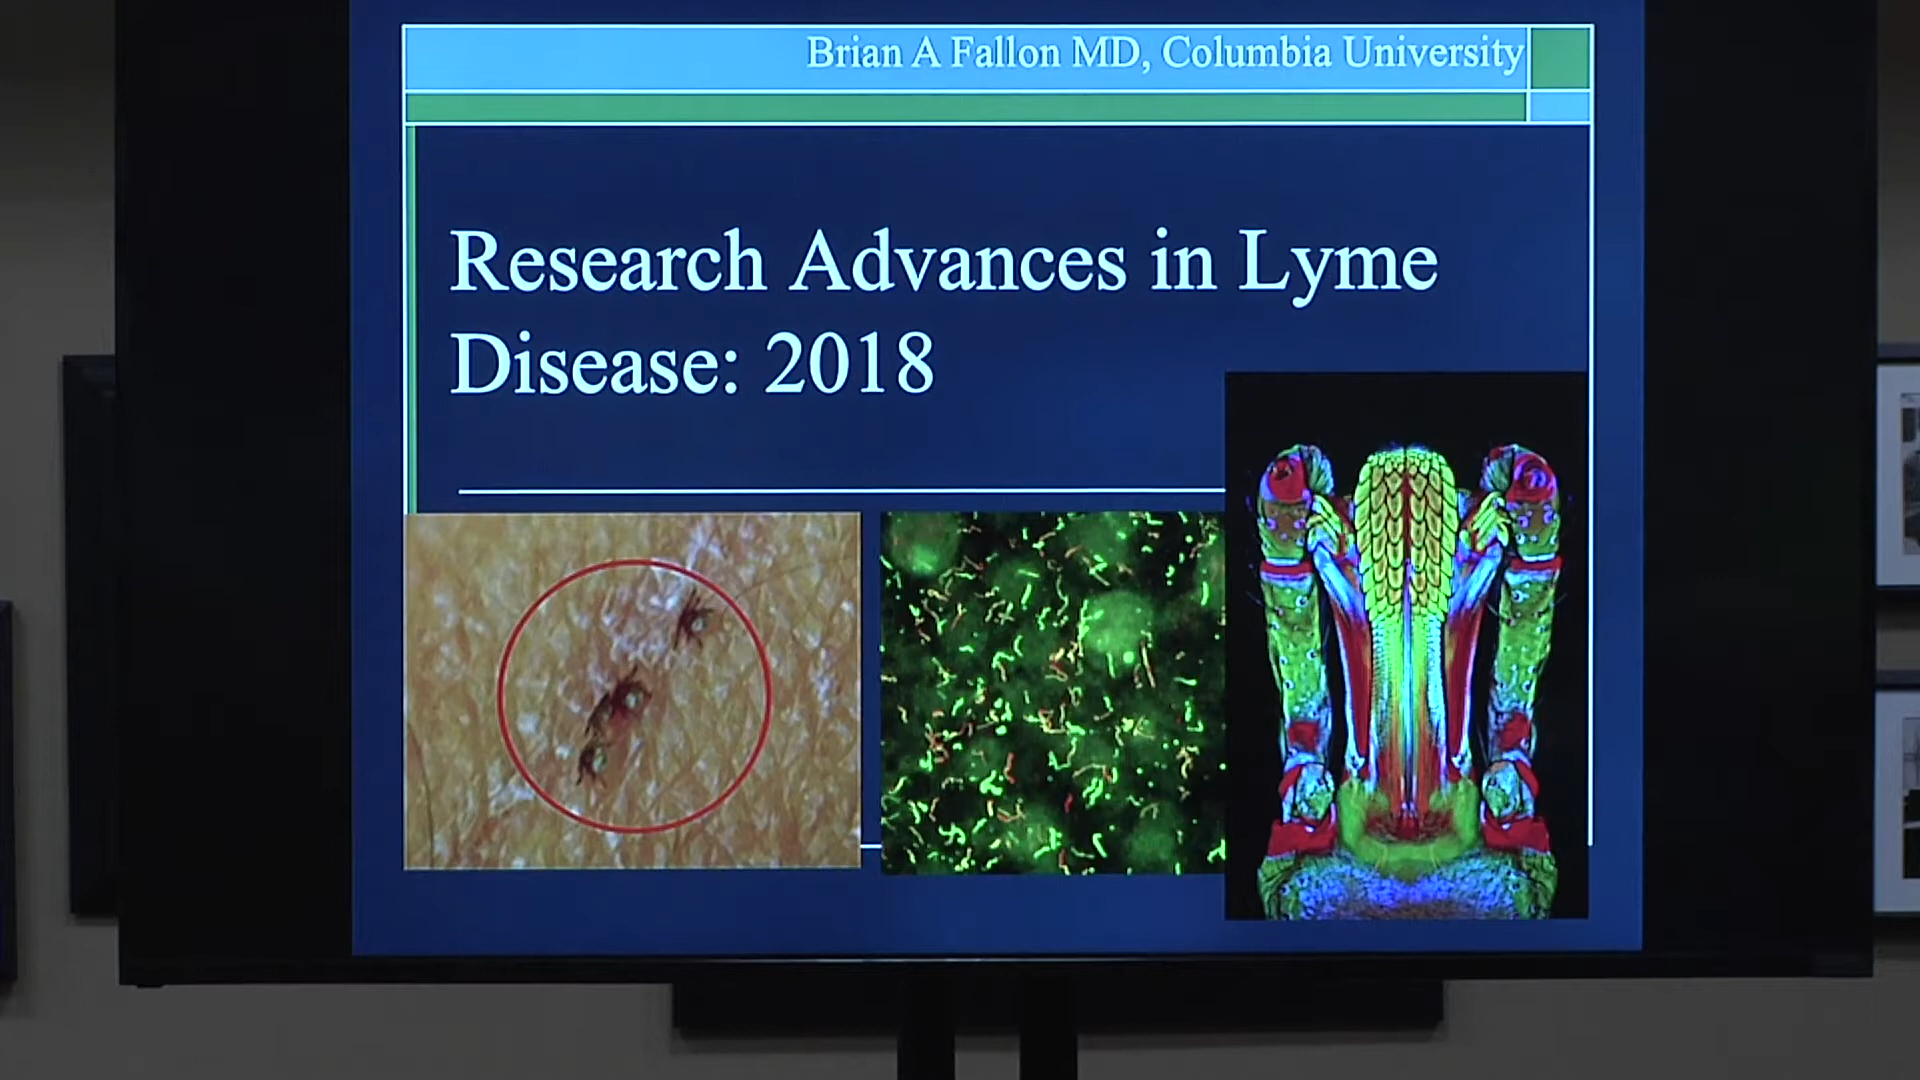 Brian A Fallon MD, Columbia University
Research Advances in Lyme
Disease: 2018